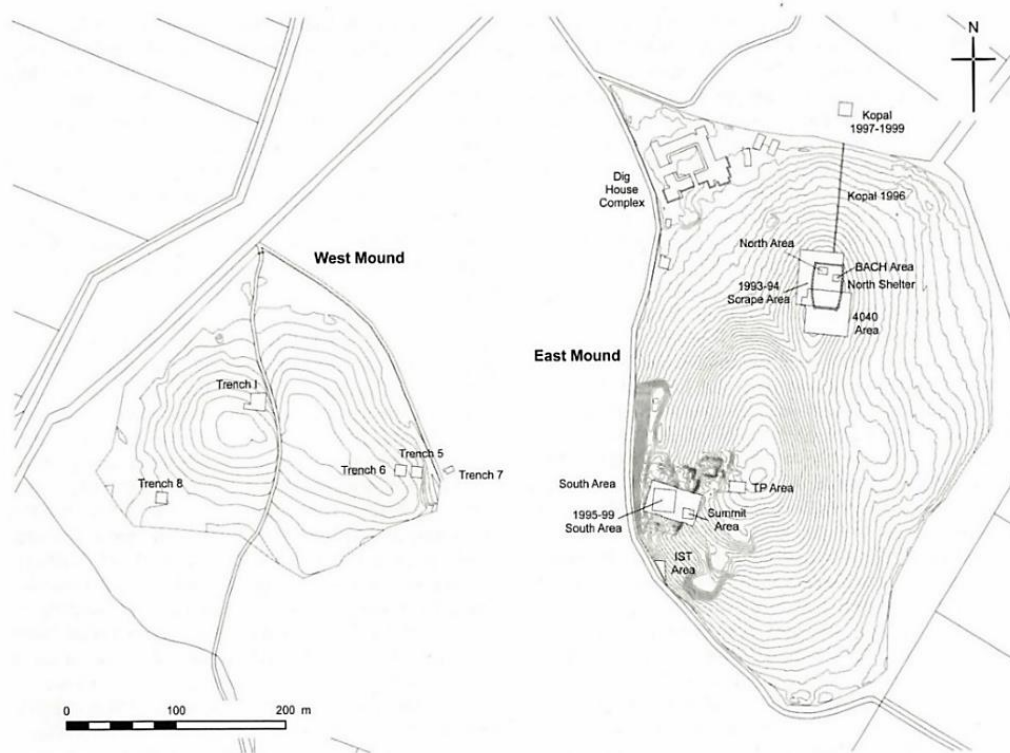 N
Kopal
1997-1999
Dig
House
Complex
Kopal 1996
West Mound
North Area
BACH Area
1993-94
Scrape Area
North Shelter
4040
Area
East Mound
Trench I
Trench 5
Trench 6
Trench 7
Trench 8
South Area
TP Area
1995-99
South Area
Summit
Area
IST
Area
0 100 200 m